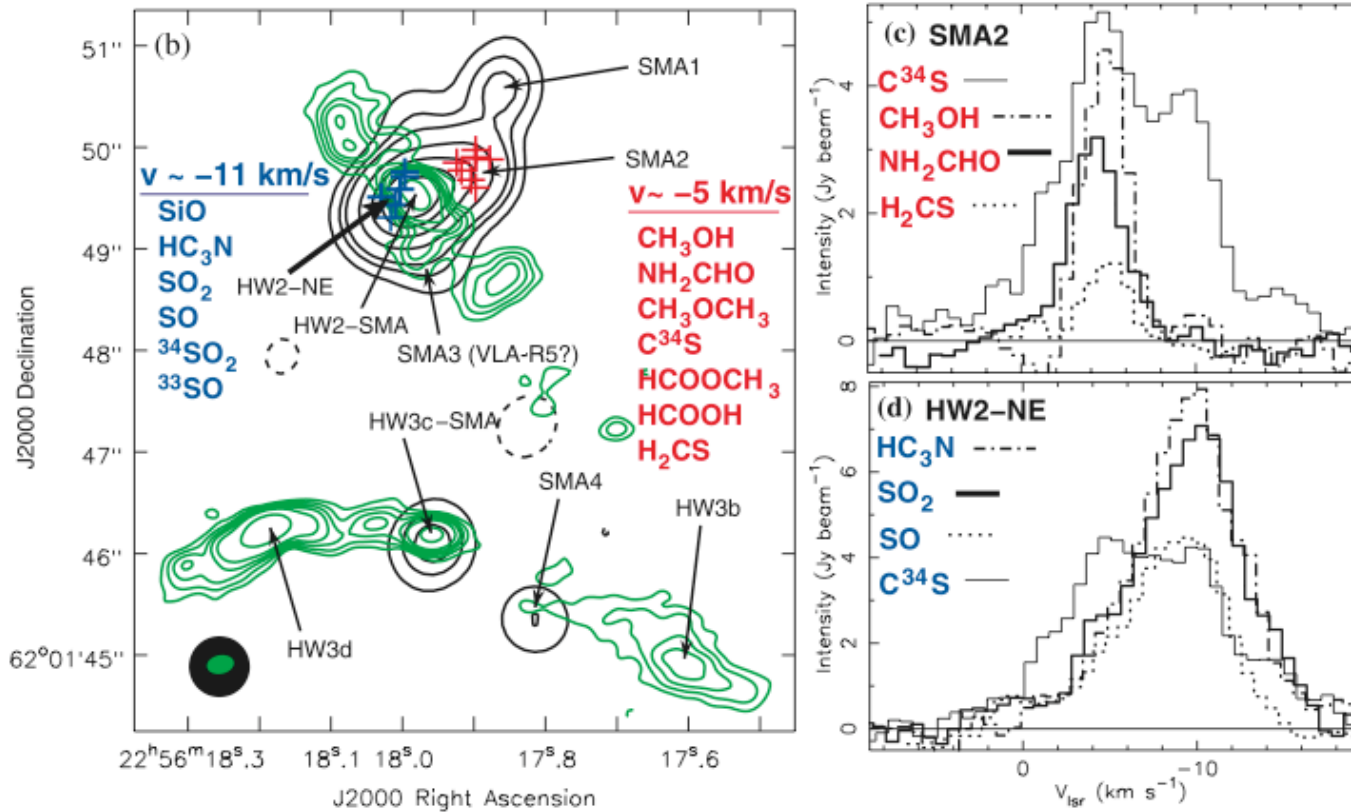 (b)
51"
50"
49"
48"
47"
46"
62°01'45"
J2000 Declination
22ʰ56ᵐ18ˢ.3
18ˢ.1
18ˢ.0
17ˢ.8
17ˢ.6
J2000 Right Ascension
SMA1
SMA2
v ~ −11 km/s
SiO
HC₃N
SO₂
SO
³⁴SO₂
³³SO
HW2−NE
HW2−SMA
SMA3 (VLA-R5?)
v~ −5 km/s
CH₃OH
NH₂CHO
CH₃OCH₃
C³⁴S
HCOOCH₃
HCOOH
H₂CS
HW3c−SMA
SMA4
HW3b
HW3d
(c) SMA2
C³⁴S
CH₃OH
NH₂CHO
H₂CS
Intensity (Jy beam⁻¹)
4
2
0
(d) HW2−NE
HC₃N
SO₂
SO
C³⁴S
Intensity (Jy beam⁻¹)
8
6
4
2
0
0
−10
Vₗₛᵣ (km s⁻¹)